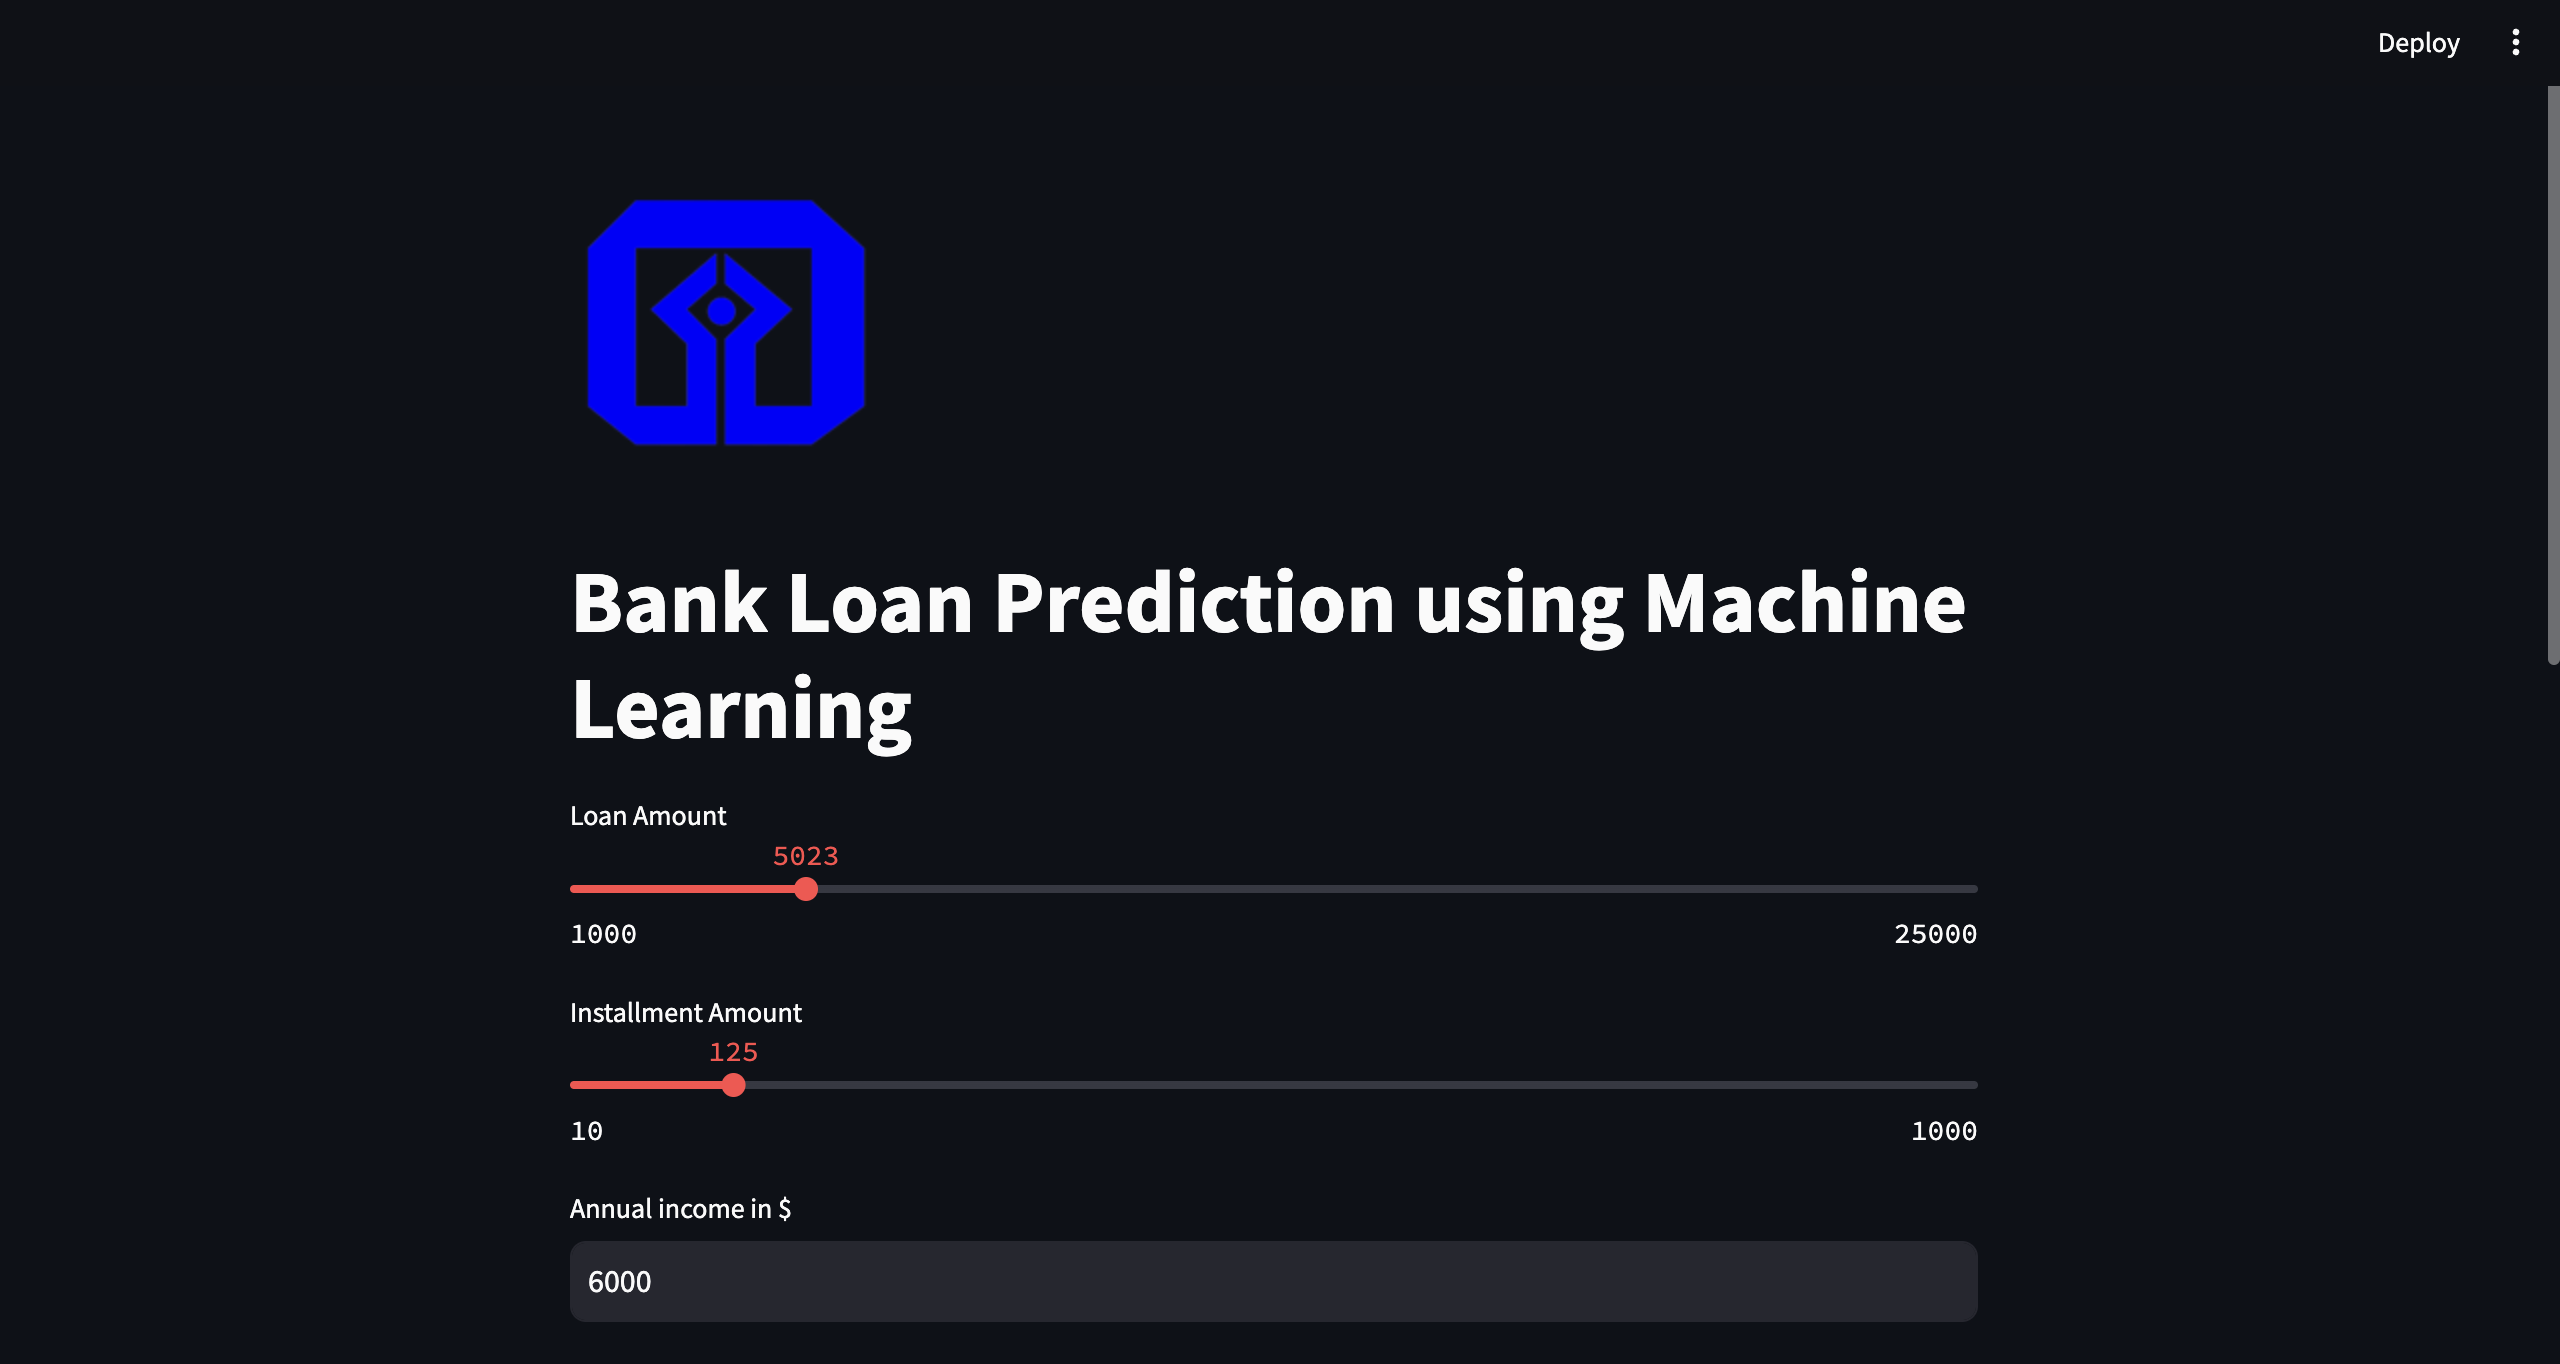 Deploy
Bank Loan Prediction using Machine
Learning
Loan Amount
5023
1000 25000
Installment Amount
125
10 1000
Annual income in $
6000